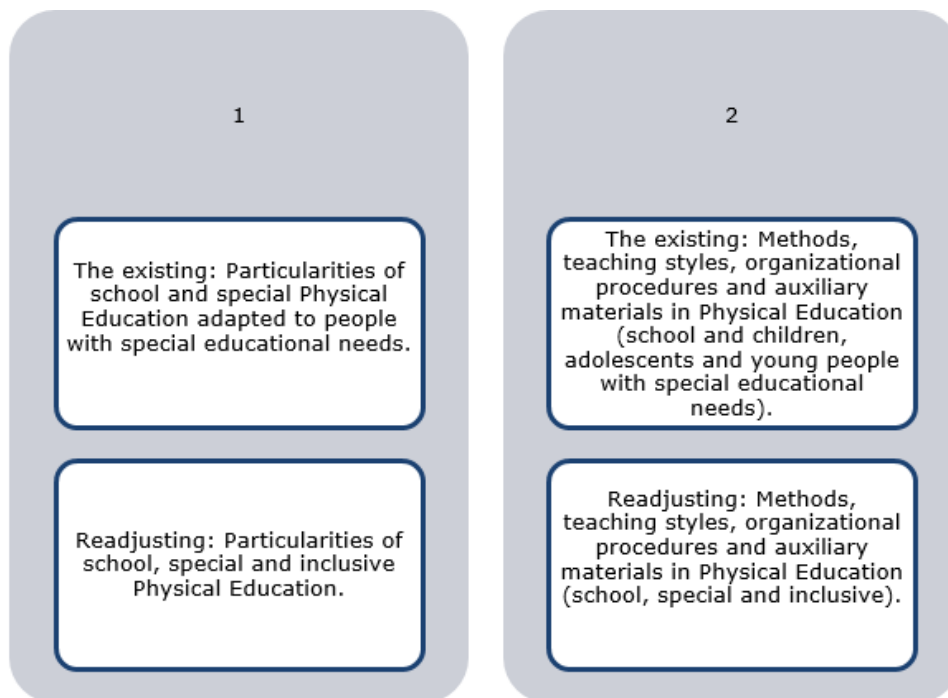 1
The existing: Particularities of
school and special Physical
Education adapted to people
with special educational needs.
Readjusting: Particularities of
school, special and inclusive
Physical Education.
2
The existing: Methods,
teaching styles, organizational
procedures and auxiliary
materials in Physical Education
(school and children,
adolescents and young people
with special educational
needs).
Readjusting: Methods,
teaching styles, organizational
procedures and auxiliary
materials in Physical Education
(school, special and inclusive).